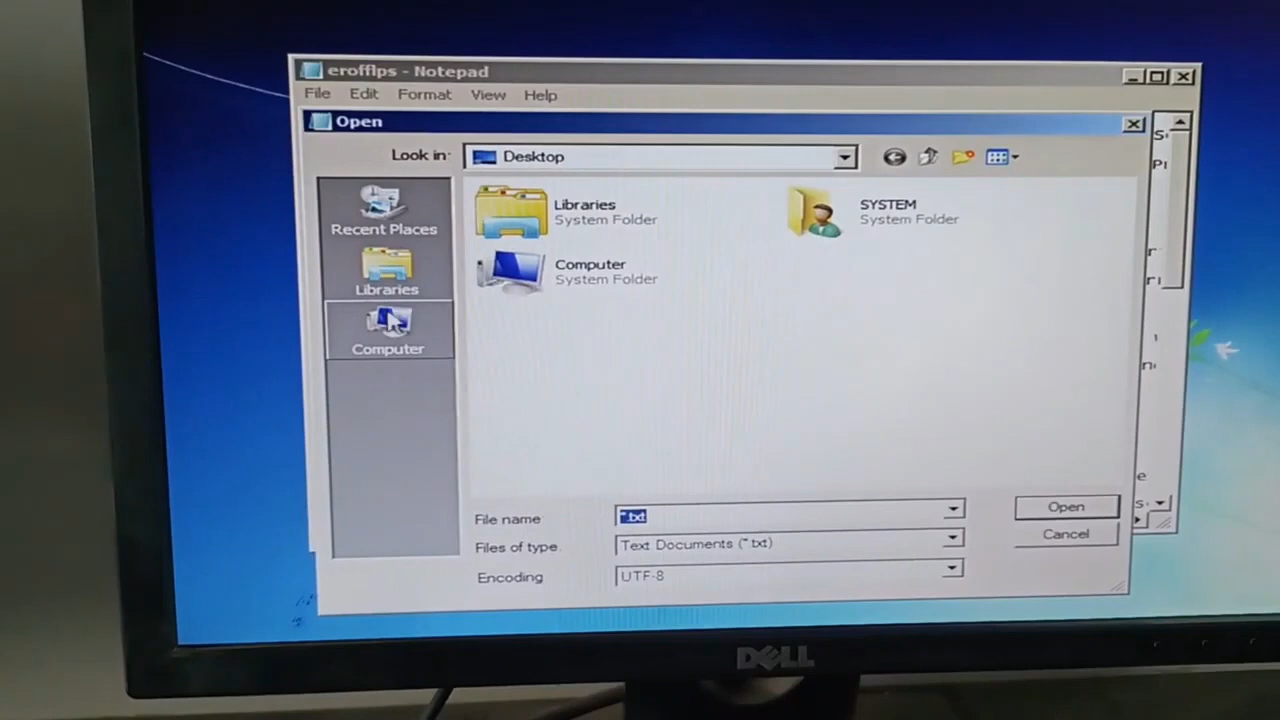 erofflps - Notepad
File Edit Format View Help
Open
Look in: Desktop
Recent Places
Libraries
Computer
Libraries
System Folder
SYSTEM
System Folder
Computer
System Folder
File name *.txt
Files of type. Text Documents (*.txt)
Encoding UTF-8
Open
Cancel
DELL